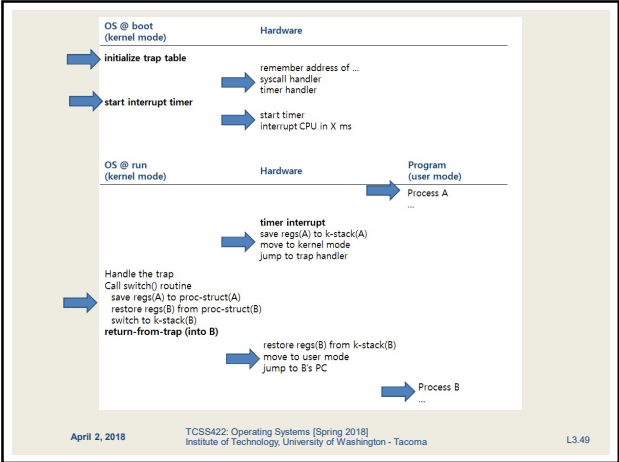 OS @ boot
(kernel mode)
Hardware
initialize trap table
remember address of ...
syscall handler
timer handler
start interrupt timer
start timer
interrupt CPU in X ms
OS @ run
(kernel mode)
Hardware
Program
(user mode)
Process A
...
timer interrupt
save regs(A) to k-stack(A)
move to kernel mode
jump to trap handler
Handle the trap
Call switch() routine
save regs(A) to proc-struct(A)
restore regs(B) from proc-struct(B)
switch to k-stack(B)
return-from-trap (into B)
restore regs(B) from k-stack(B)
move to user mode
jump to B's PC
Process B
...
April 2, 2018
TCSS422: Operating Systems [Spring 2018]
Institute of Technology, University of Washington - Tacoma
L3.49